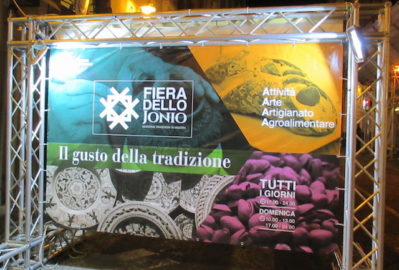 FIERA
DELLO
JONIO
Attività
Arte
Artigianato
Agroalimentare
Il gusto della tradizione
TUTTI
I GIORNI
DOMENICA